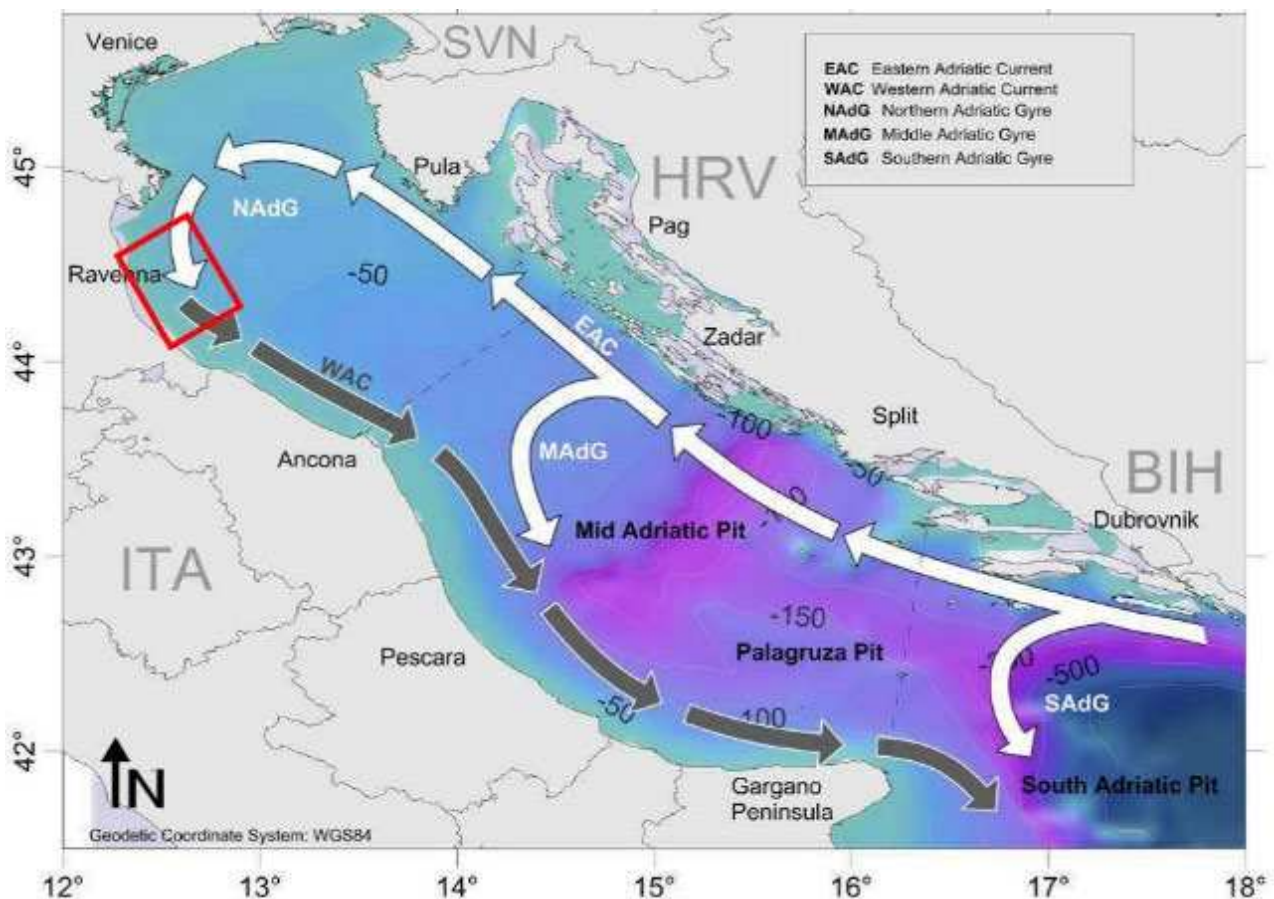 Venice
SVN
EAC Eastern Adriatic Current
WAC Western Adriatic Current
NAdG Northern Adriatic Gyre
MAdG Middle Adriatic Gyre
SAdG Southern Adriatic Gyre
45°
Pula
HRV
NAdG
Pag
Ravenna
-50
EAC
Zadar
44°
WAC
-100
Split
Ancona
MAdG
-50
BIH
Dubrovnik
Mid Adriatic Pit
43°
ITA
-150
Pescara
Palagruza Pit
-500
-50
100
SAdG
42°
N
Gargano
Peninsula
South Adriatic Pit
Geodetic Coordinate System: WGS84
12° 13° 14° 15° 16° 17° 18°